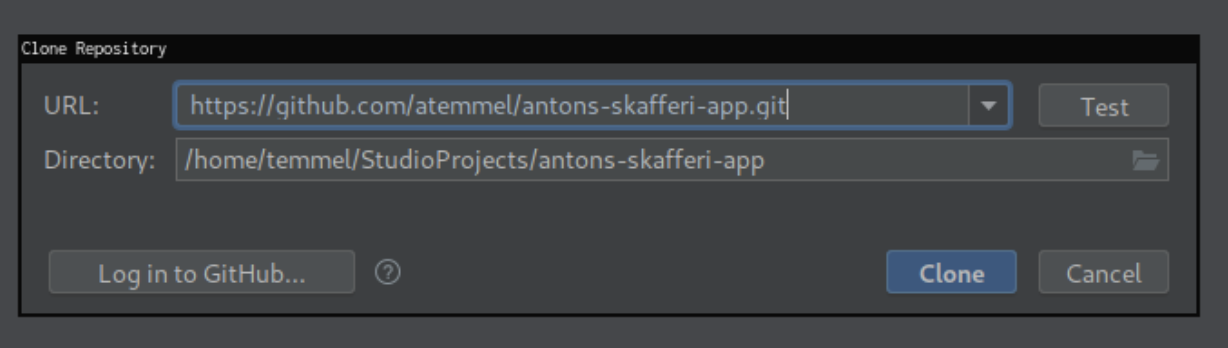 Clone Repository
URL: https://github.com/atemmel/antons-skafferi-app.git Test
Directory: /home/temmel/StudioProjects/antons-skafferi-app
Log in to GitHub... ? Clone Cancel